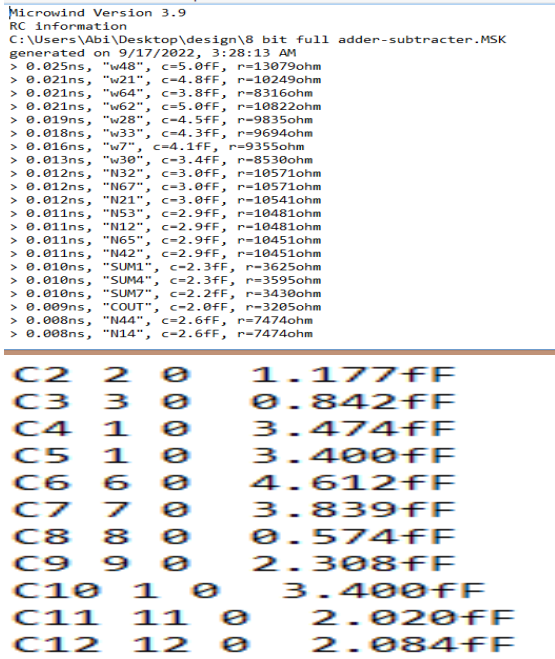 Microwind Version 3.9
RC information
C:\Users\Abi\Desktop\design\8 bit full adder-subtracter.MSK
generated on 9/17/2022, 3:28:13 AM
> 0.025ns, "w48", c=5.0fF, r=13079ohm
> 0.021ns, "w21", c=4.8fF, r=10249ohm
> 0.021ns, "w64", c=3.8fF, r=8316ohm
> 0.021ns, "w62", c=5.0fF, r=10822ohm
> 0.019ns, "w28", c=4.5fF, r=9835ohm
> 0.018ns, "w33", c=4.3fF, r=9694ohm
> 0.016ns, "w7", c=4.1fF, r=9355ohm
> 0.013ns, "w30", c=3.4fF, r=8530ohm
> 0.012ns, "N32", c=3.0fF, r=10571ohm
> 0.012ns, "N67", c=3.0fF, r=10571ohm
> 0.012ns, "N21", c=3.0fF, r=10541ohm
> 0.011ns, "N53", c=2.9fF, r=10481ohm
> 0.011ns, "N12", c=2.9fF, r=10481ohm
> 0.011ns, "N65", c=2.9fF, r=10451ohm
> 0.011ns, "N42", c=2.9fF, r=10451ohm
> 0.010ns, "SUM1", c=2.3fF, r=3625ohm
> 0.010ns, "SUM4", c=2.3fF, r=3595ohm
> 0.010ns, "SUM7", c=2.2fF, r=3430ohm
> 0.009ns, "COUT", c=2.0fF, r=3205ohm
> 0.008ns, "N44", c=2.6fF, r=7474ohm
> 0.008ns, "N14", c=2.6fF, r=7474ohm
C2 2 0 1.177fF
C3 3 0 0.842fF
C4 1 0 3.474fF
C5 1 0 3.400fF
C6 6 0 4.612fF
C7 7 0 3.839fF
C8 8 0 0.574fF
C9 9 0 2.308fF
C10 1 0 3.400fF
C11 11 0 2.020fF
C12 12 0 2.084fF